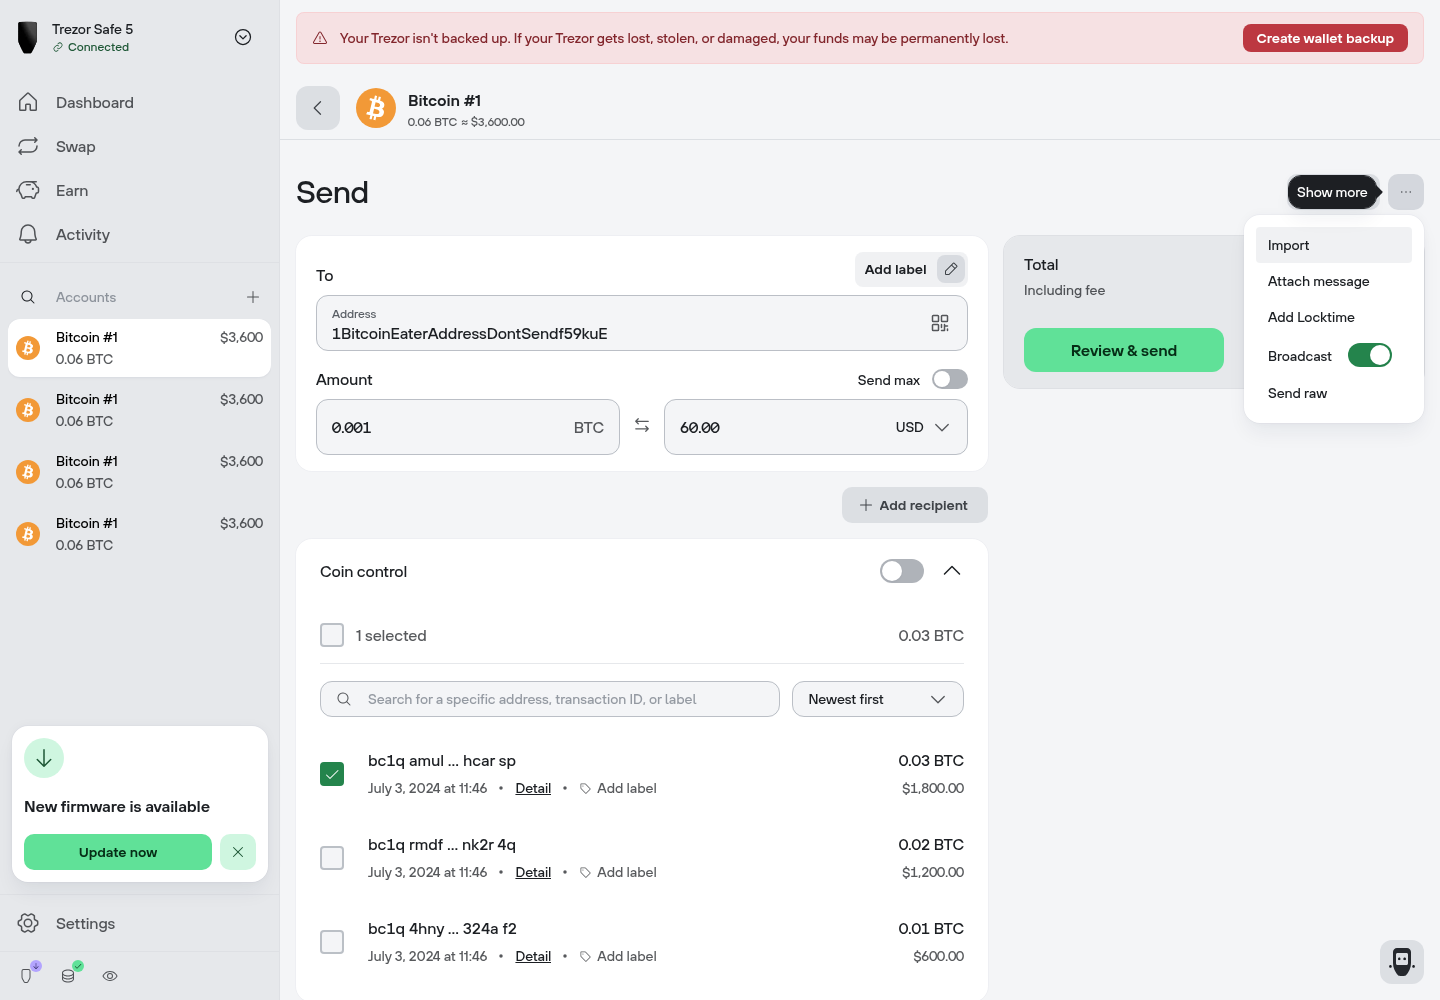 Trezor Safe 5
Connected
Dashboard
Swap
Earn
Activity
Accounts
Bitcoin #1 $3,600
0.06 BTC
Bitcoin #1 $3,600
0.06 BTC
Bitcoin #1 $3,600
0.06 BTC
Bitcoin #1 $3,600
0.06 BTC
New firmware is available
Update now
Settings
Your Trezor isn't backed up. If your Trezor gets lost, stolen, or damaged, your funds may be permanently lost.
Create wallet backup
Bitcoin #1
0.06 BTC ≈ $3,600.00
Send
Show more
To
Add label
Address
1BitcoinEaterAddressDontSendf59kuE
Amount
Send max
0.001 BTC
60.00 USD
Add recipient
Coin control
1 selected 0.03 BTC
Search for a specific address, transaction ID, or label
Newest first
bc1q amul ... hcar sp 0.03 BTC
July 3, 2024 at 11:46 • Detail • Add label $1,800.00
bc1q rmdf ... nk2r 4q 0.02 BTC
July 3, 2024 at 11:46 • Detail • Add label $1,200.00
bc1q 4hny ... 324a f2 0.01 BTC
July 3, 2024 at 11:46 • Detail • Add label $600.00
Total
Including fee
Review & send
Import
Attach message
Add Locktime
Broadcast
Send raw